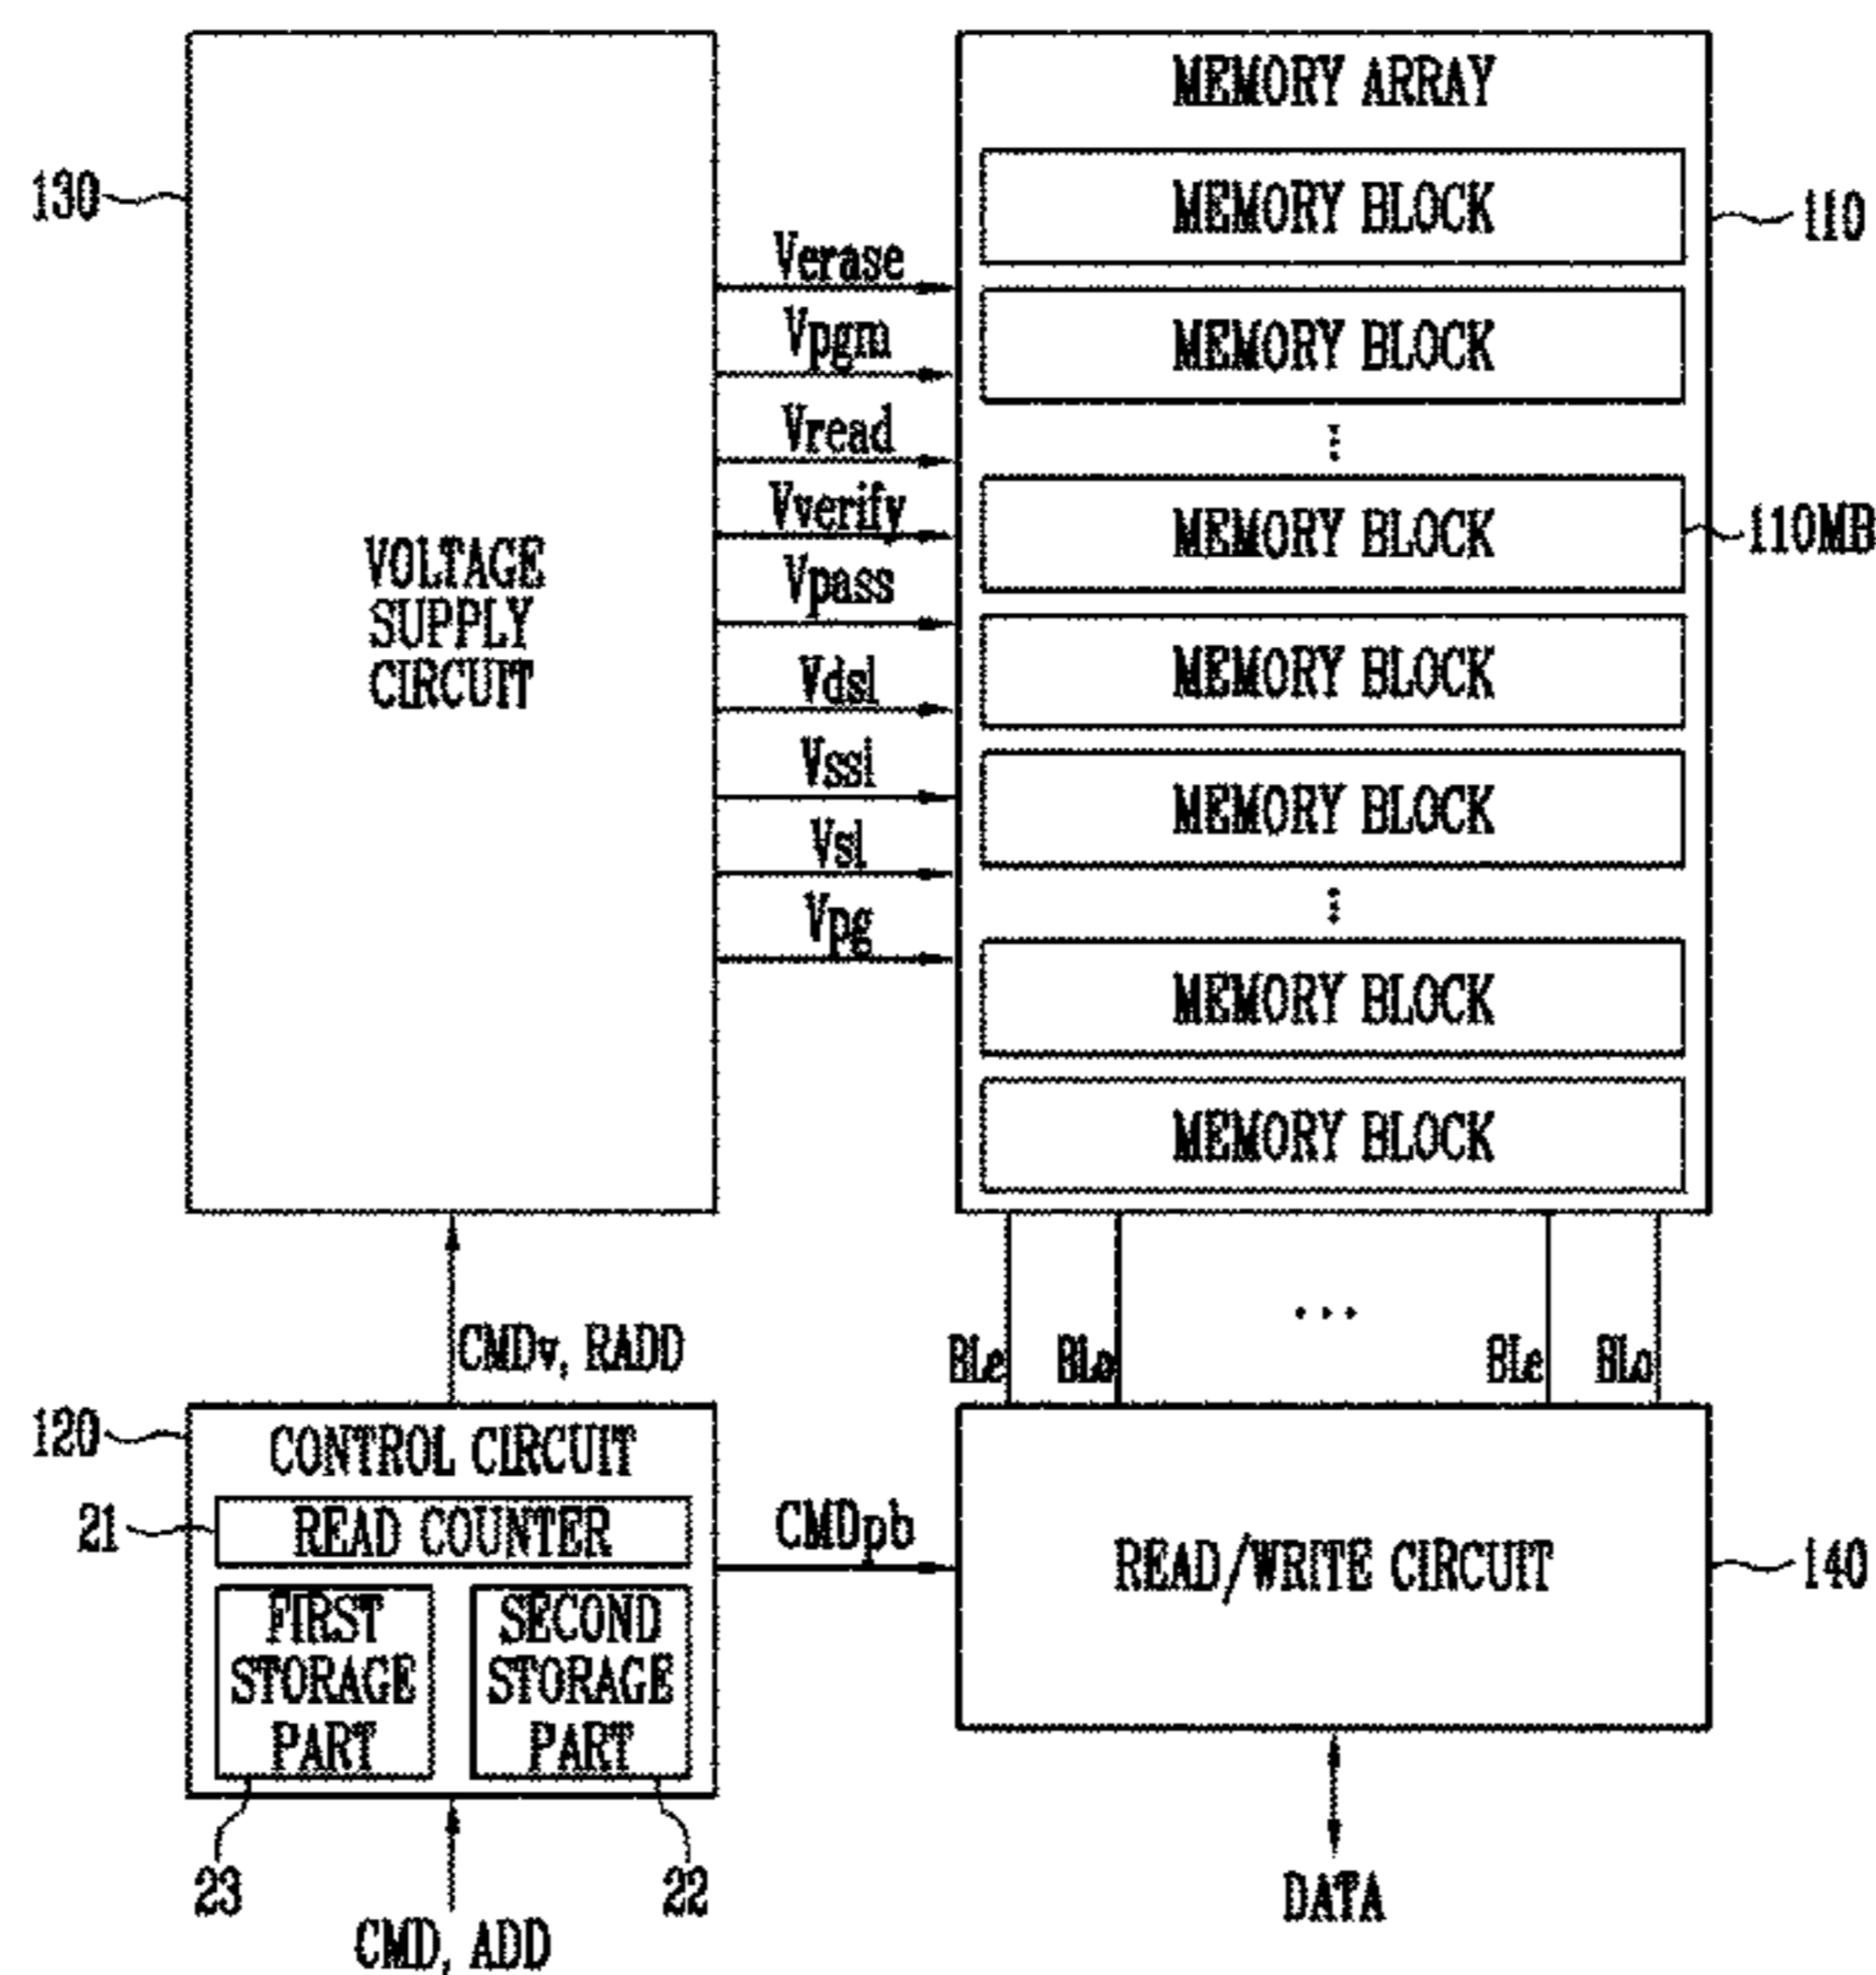 MEMORY ARRAY
130
MEMORY BLOCK
110
Verase
MEMORY BLOCK
Vpgm
⋮
Vread
MEMORY BLOCK
110MB
Vverify
VOLTAGE
SUPPLY
CIRCUIT
Vpass
MEMORY BLOCK
Vdsl
MEMORY BLOCK
Vssl
Vsl
⋮
Vpg
MEMORY BLOCK
MEMORY BLOCK
CMDv, RADD
BLe
BLo
...
BLe
BLo
120
CONTROL CIRCUIT
21
READ COUNTER
CMDpb
READ/WRITE CIRCUIT
140
FIRST
STORAGE
PART
SECOND
STORAGE
PART
23
22
CMD, ADD
DATA